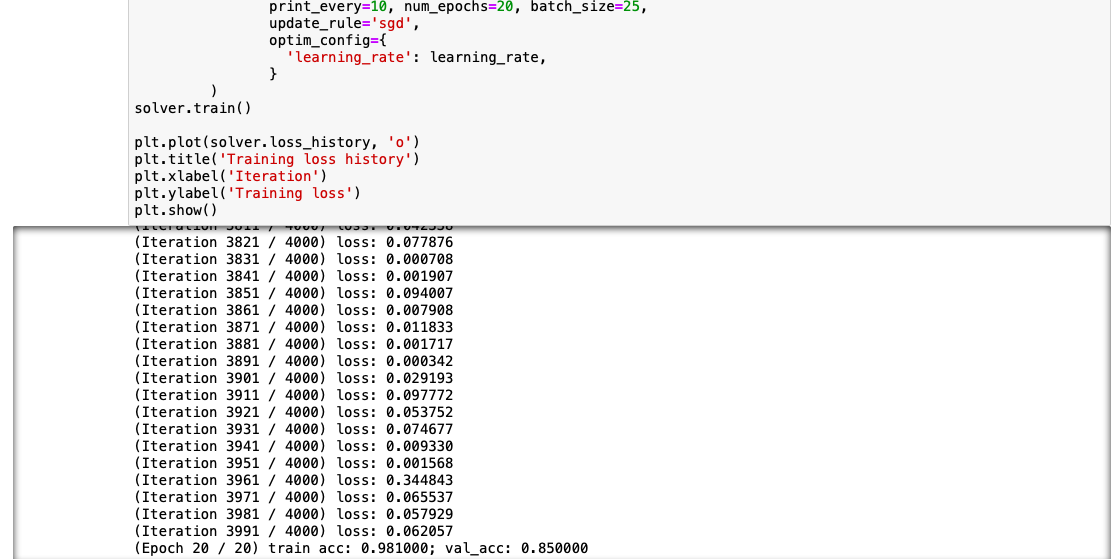 print_every=10, num_epochs=20, batch_size=25,
update_rule='sgd',
optim_config={
'learning_rate': learning_rate,
}
)
solver.train()
plt.plot(solver.loss_history, 'o')
plt.title('Training loss history')
plt.xlabel('Iteration')
plt.ylabel('Training loss')
plt.show()
(Iteration 3811 / 4000) loss:
(Iteration 3821 / 4000) loss: 0.077876
(Iteration 3831 / 4000) loss: 0.000708
(Iteration 3841 / 4000) loss: 0.001907
(Iteration 3851 / 4000) loss: 0.094007
(Iteration 3861 / 4000) loss: 0.007908
(Iteration 3871 / 4000) loss: 0.011833
(Iteration 3881 / 4000) loss: 0.001717
(Iteration 3891 / 4000) loss: 0.000342
(Iteration 3901 / 4000) loss: 0.029193
(Iteration 3911 / 4000) loss: 0.097772
(Iteration 3921 / 4000) loss: 0.053752
(Iteration 3931 / 4000) loss: 0.074677
(Iteration 3941 / 4000) loss: 0.009330
(Iteration 3951 / 4000) loss: 0.001568
(Iteration 3961 / 4000) loss: 0.344843
(Iteration 3971 / 4000) loss: 0.065537
(Iteration 3981 / 4000) loss: 0.057929
(Iteration 3991 / 4000) loss: 0.062057
(Epoch 20 / 20) train acc: 0.981000; val_acc: 0.850000